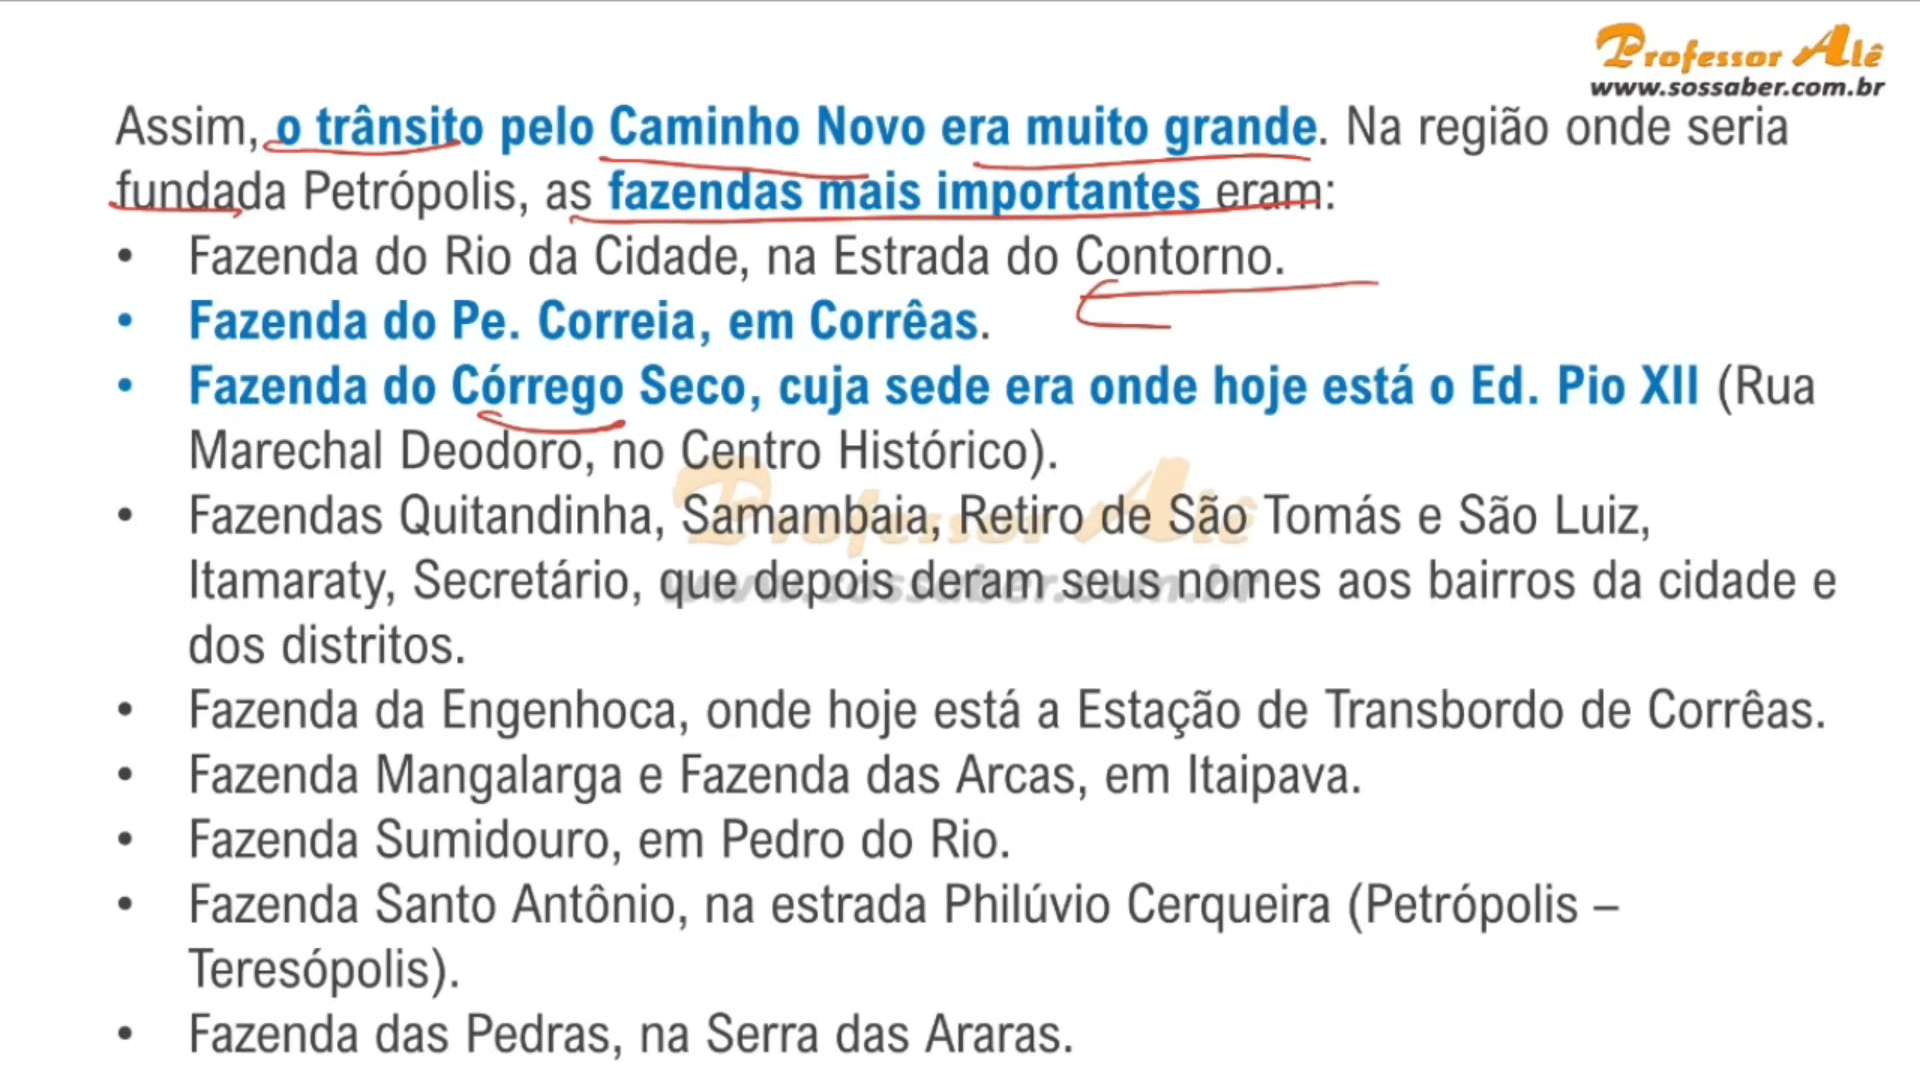 Professor Alê
www.sossaber.com.br
Assim, o trânsito pelo Caminho Novo era muito grande. Na região onde seria
fundada Petrópolis, as fazendas mais importantes eram:
• Fazenda do Rio da Cidade, na Estrada do Contorno.
• Fazenda do Pe. Correia, em Corrêas.
• Fazenda do Córrego Seco, cuja sede era onde hoje está o Ed. Pio XII (Rua
Marechal Deodoro, no Centro Histórico).
• Fazendas Quitandinha, Samambaia, Retiro de São Tomás e São Luiz,
Itamaraty, Secretário, que depois deram seus nomes aos bairros da cidade e
dos distritos.
• Fazenda da Engenhoca, onde hoje está a Estação de Transbordo de Corrêas.
• Fazenda Mangalarga e Fazenda das Arcas, em Itaipava.
• Fazenda Sumidouro, em Pedro do Rio.
• Fazenda Santo Antônio, na estrada Philúvio Cerqueira (Petrópolis –
Teresópolis).
• Fazenda das Pedras, na Serra das Araras.
Professor Alê
www.sossaber.com.br